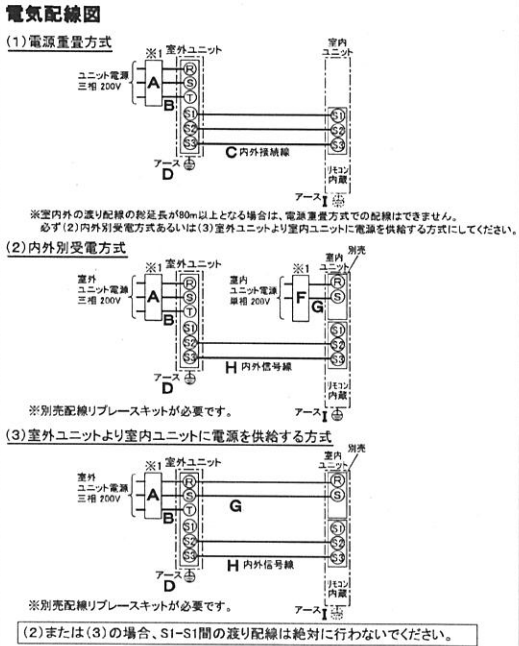 電気配線図
(1)電源重畳方式
※1 室外ユニット
室内
ユニット
ユニット電源
三相 200V
A
B
R
S
T
S1
S2
S3
S1
S2
S3
C 内外接続線
アース
D
リモコン
内蔵
アース I
※室内外の渡り配線の総延長が80m以上となる場合は、電源重畳方式での配線はできません。
必ず(2)内外別受電方式あるいは(3)室外ユニットより室内ユニットに電源を供給する方式にしてください。
(2)内外別受電方式
※1 室外ユニット
※1
室内
ユニット
別売
室外
ユニット電源
三相 200V
A
B
R
S
T
S1
S2
S3
室内
ユニット電源
単相 200V
F
G
R
S
S1
S2
S3
H 内外信号線
アース
D
リモコン
内蔵
※別売配線リプレースキットが必要です。
アース I
(3)室外ユニットより室内ユニットに電源を供給する方式
※1 室外ユニット
室内
ユニット
別売
室外
ユニット電源
三相 200V
A
B
R
S
T
S1
S2
S3
G
R
S
S1
S2
S3
H 内外信号線
アース
D
リモコン
内蔵
※別売配線リプレースキットが必要です。
アース I
(2)または(3)の場合、S1-S1間の渡り配線は絶対に行わないでください。